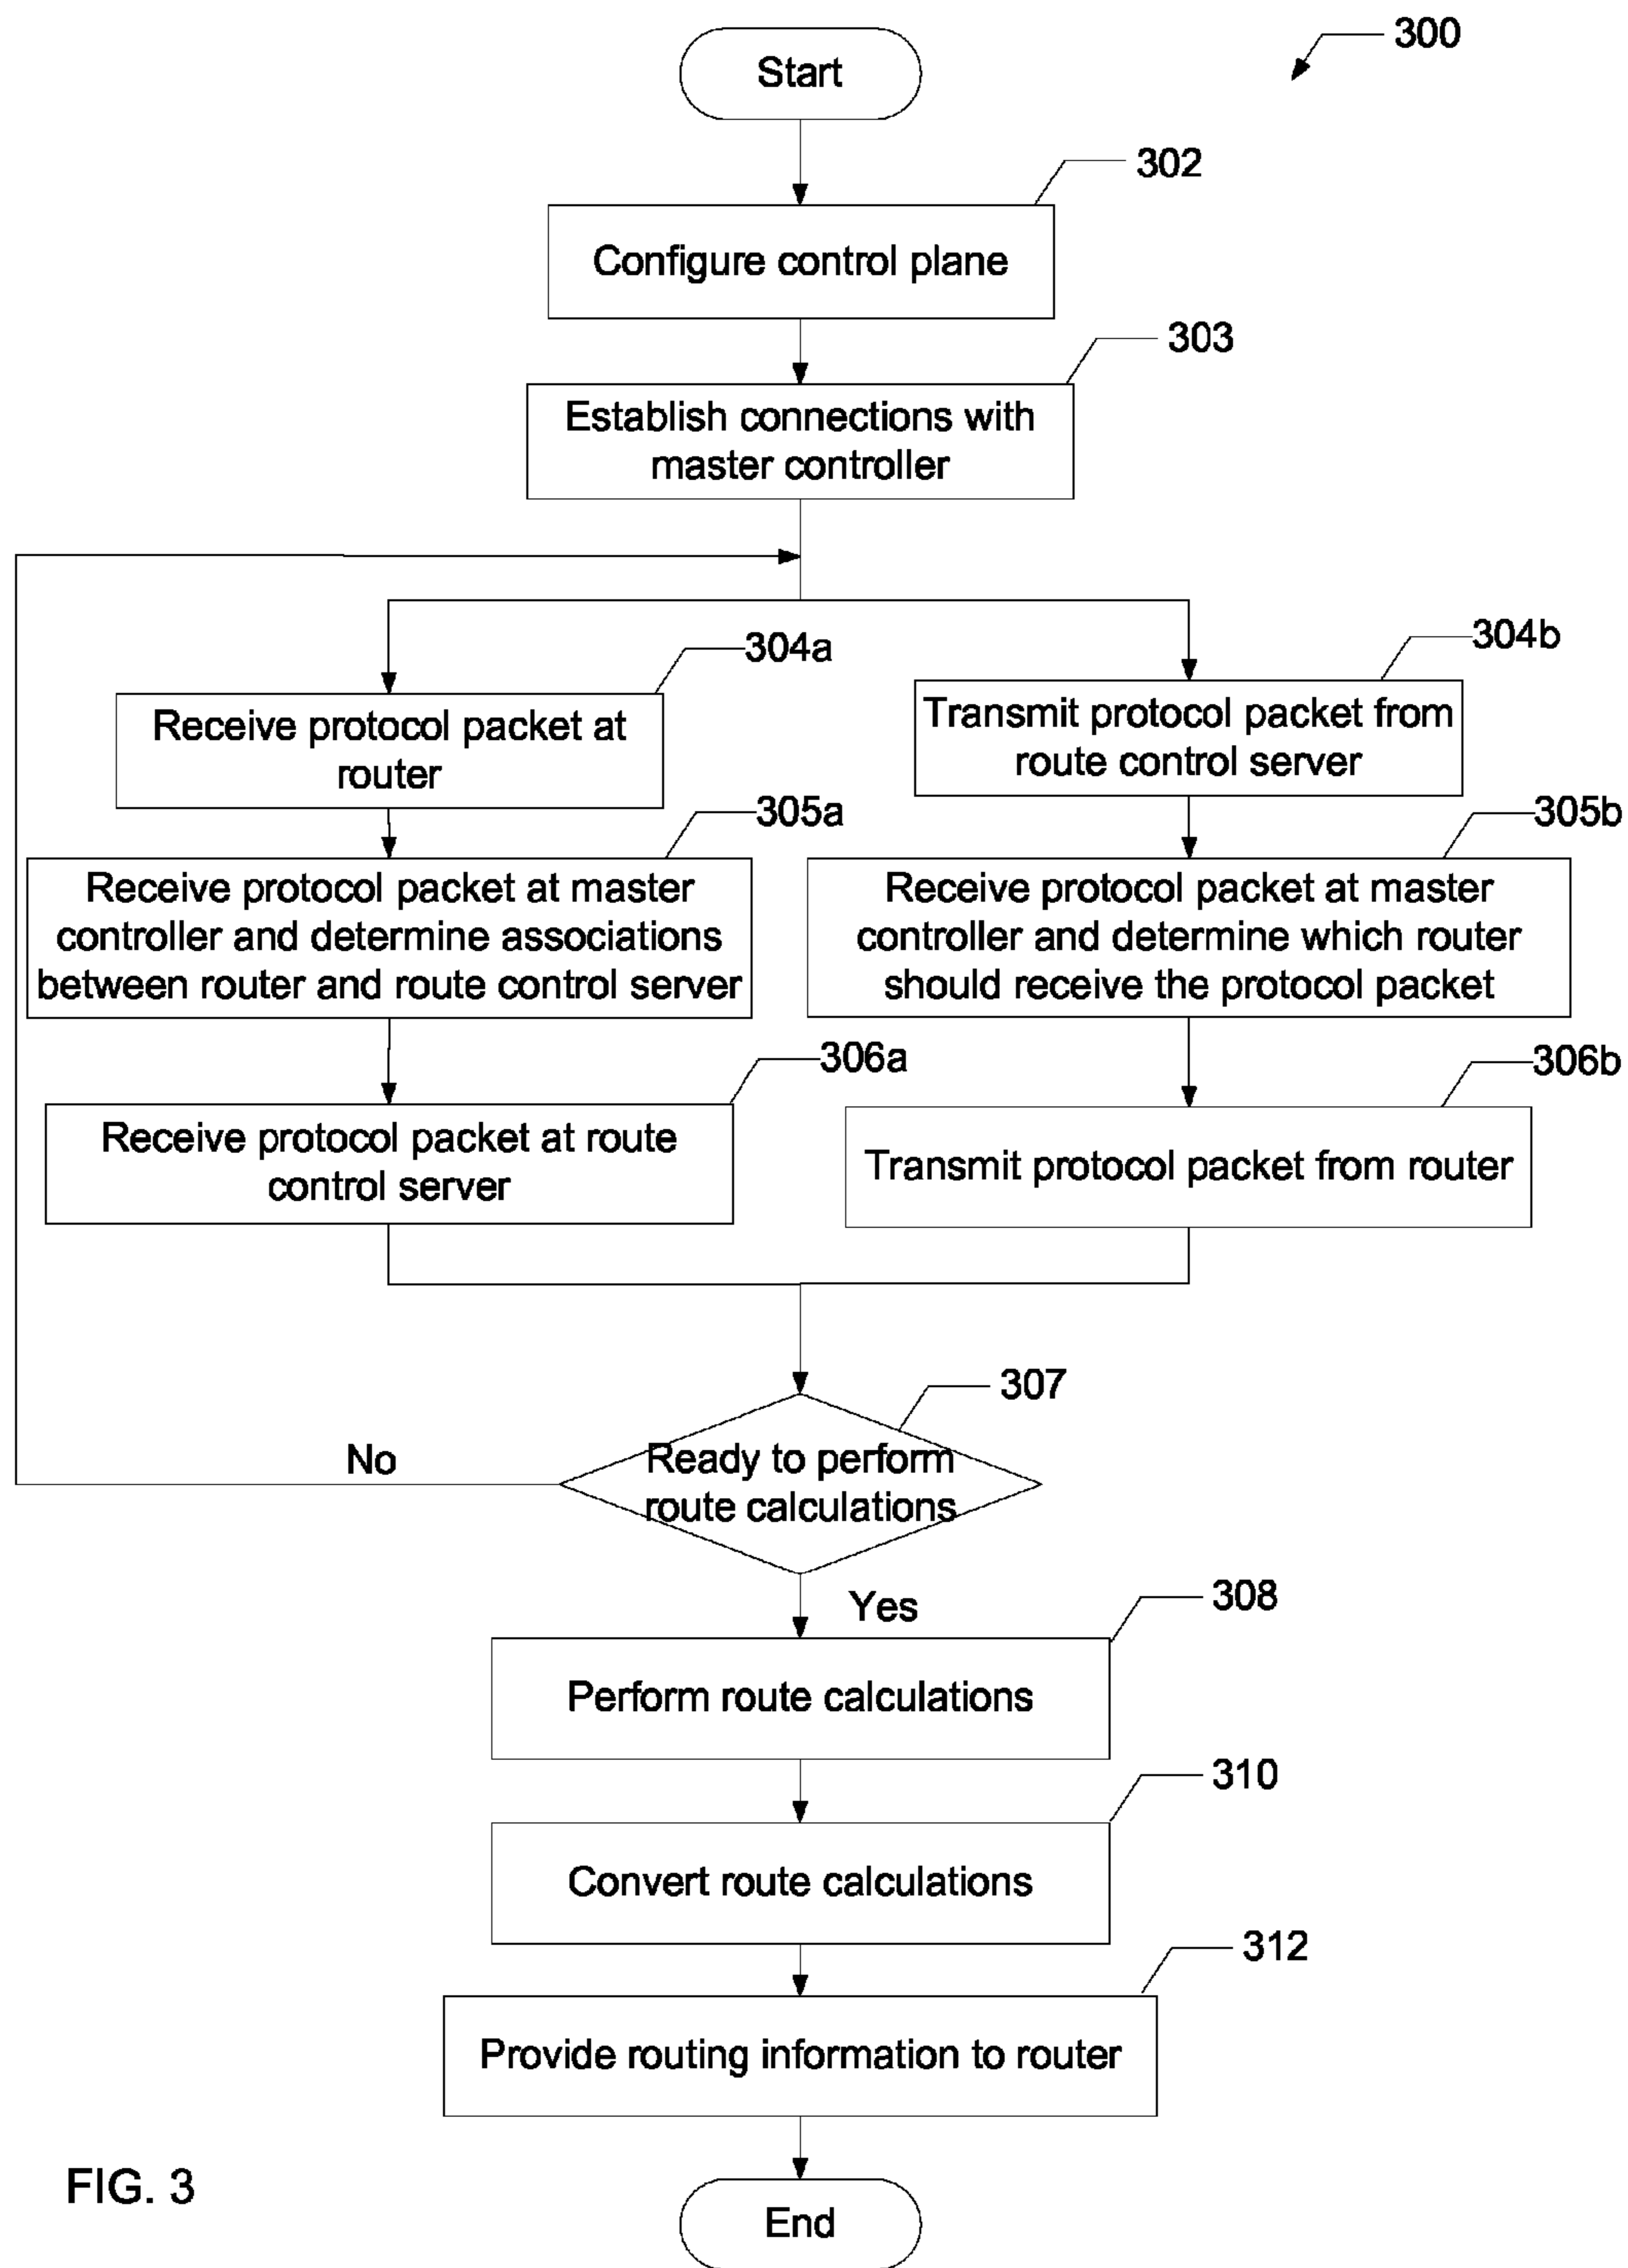 300
Start
302
Configure control plane
303
Establish connections with
master controller
304a
Receive protocol packet at
router
304b
Transmit protocol packet from
route control server
305a
Receive protocol packet at master
controller and determine associations
between router and route control server
305b
Receive protocol packet at master
controller and determine which router
should receive the protocol packet
306a
Receive protocol packet at route
control server
306b
Transmit protocol packet from router
307
Ready to perform
route calculations
No
Yes
308
Perform route calculations
310
Convert route calculations
312
Provide routing information to router
End
FIG. 3